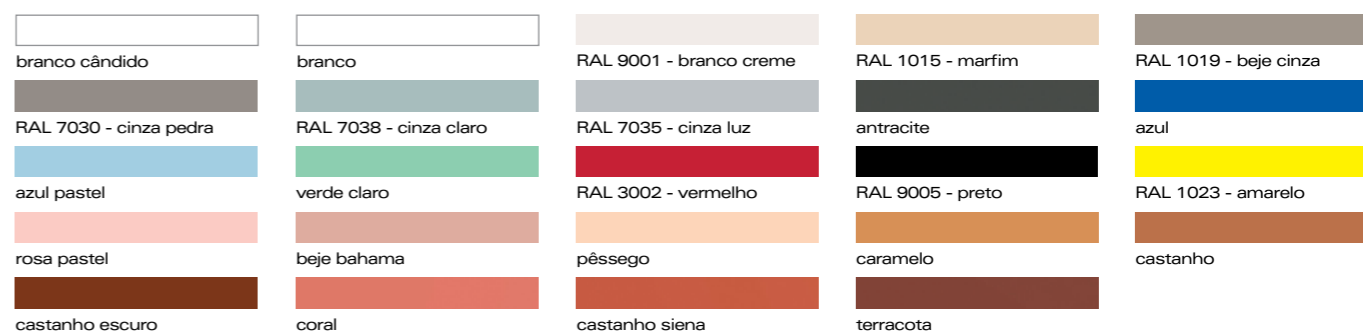 branco cândido
branco
RAL 9001 - branco creme
RAL 1015 - marfim
RAL 1019 - beje cinza
RAL 7030 - cinza pedra
RAL 7038 - cinza claro
RAL 7035 - cinza luz
antracite
azul
azul pastel
verde claro
RAL 3002 - vermelho
RAL 9005 - preto
RAL 1023 - amarelo
rosa pastel
beje bahama
pêssego
caramelo
castanho
castanho escuro
coral
castanho siena
terracota